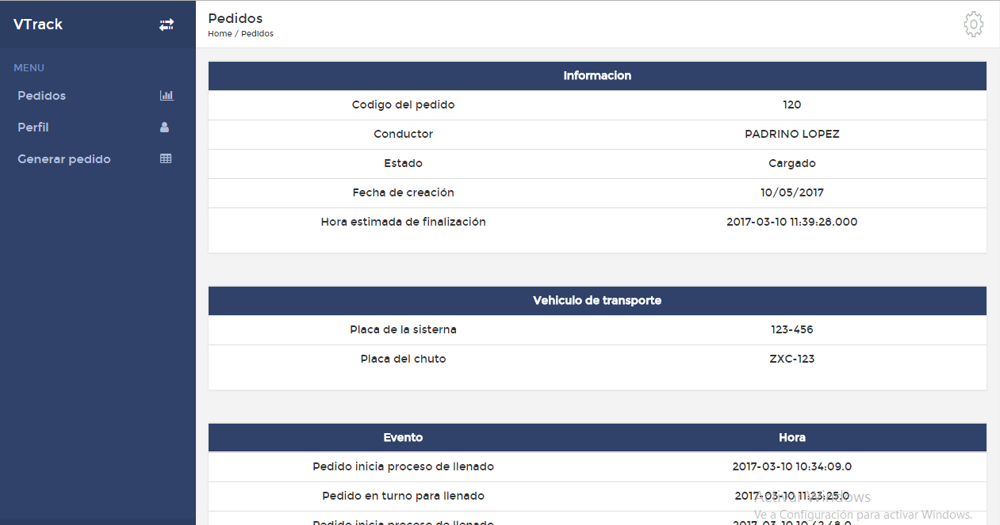 VTrack
MENU
Pedidos
Perfil
Generar pedido
Pedidos
Home / Pedidos
Informacion
Codigo del pedido 120
Conductor PADRINO LOPEZ
Estado Cargado
Fecha de creación 10/05/2017
Hora estimada de finalización 2017-03-10 11:39:28.000
Vehiculo de transporte
Placa de la sisterna 123-456
Placa del chuto ZXC-123
Evento Hora
Pedido inicia proceso de llenado 2017-03-10 10:34:09.0
Pedido en turno para llenado 2017-03-10 11:23:25.0
Activar Windows
Ve a Configuración para activar Windows.
Pedido inicia proceso de llenado 2017-03-10 10:42:48.0